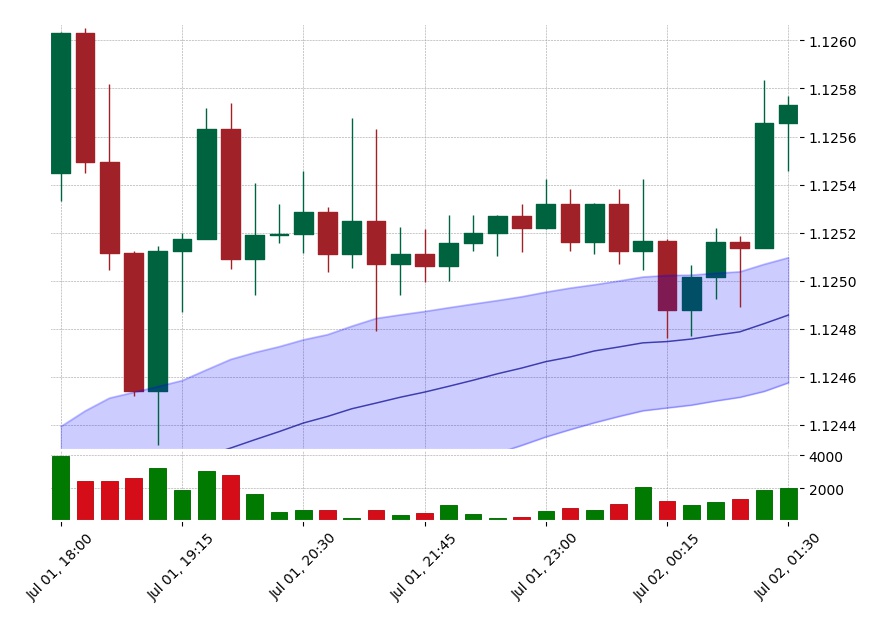 1.1260
1.1258
1.1256
1.1254
1.1252
1.1250
1.1248
1.1246
1.1244
4000
2000
Jul 01, 18:00
Jul 01, 19:15
Jul 01, 20:30
Jul 01, 21:45
Jul 01, 23:00
Jul 02, 00:15
Jul 02, 01:30